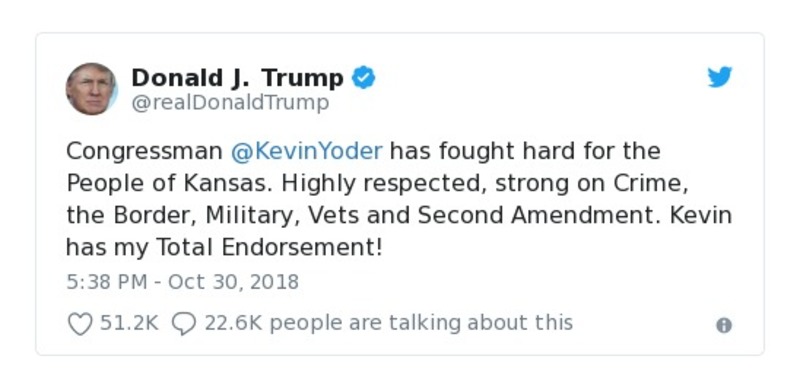 Donald J. Trump
@realDonaldTrump
Congressman @KevinYoder has fought hard for the
People of Kansas. Highly respected, strong on Crime,
the Border, Military, Vets and Second Amendment. Kevin
has my Total Endorsement!
5:38 PM - Oct 30, 2018
51.2K 22.6K people are talking about this